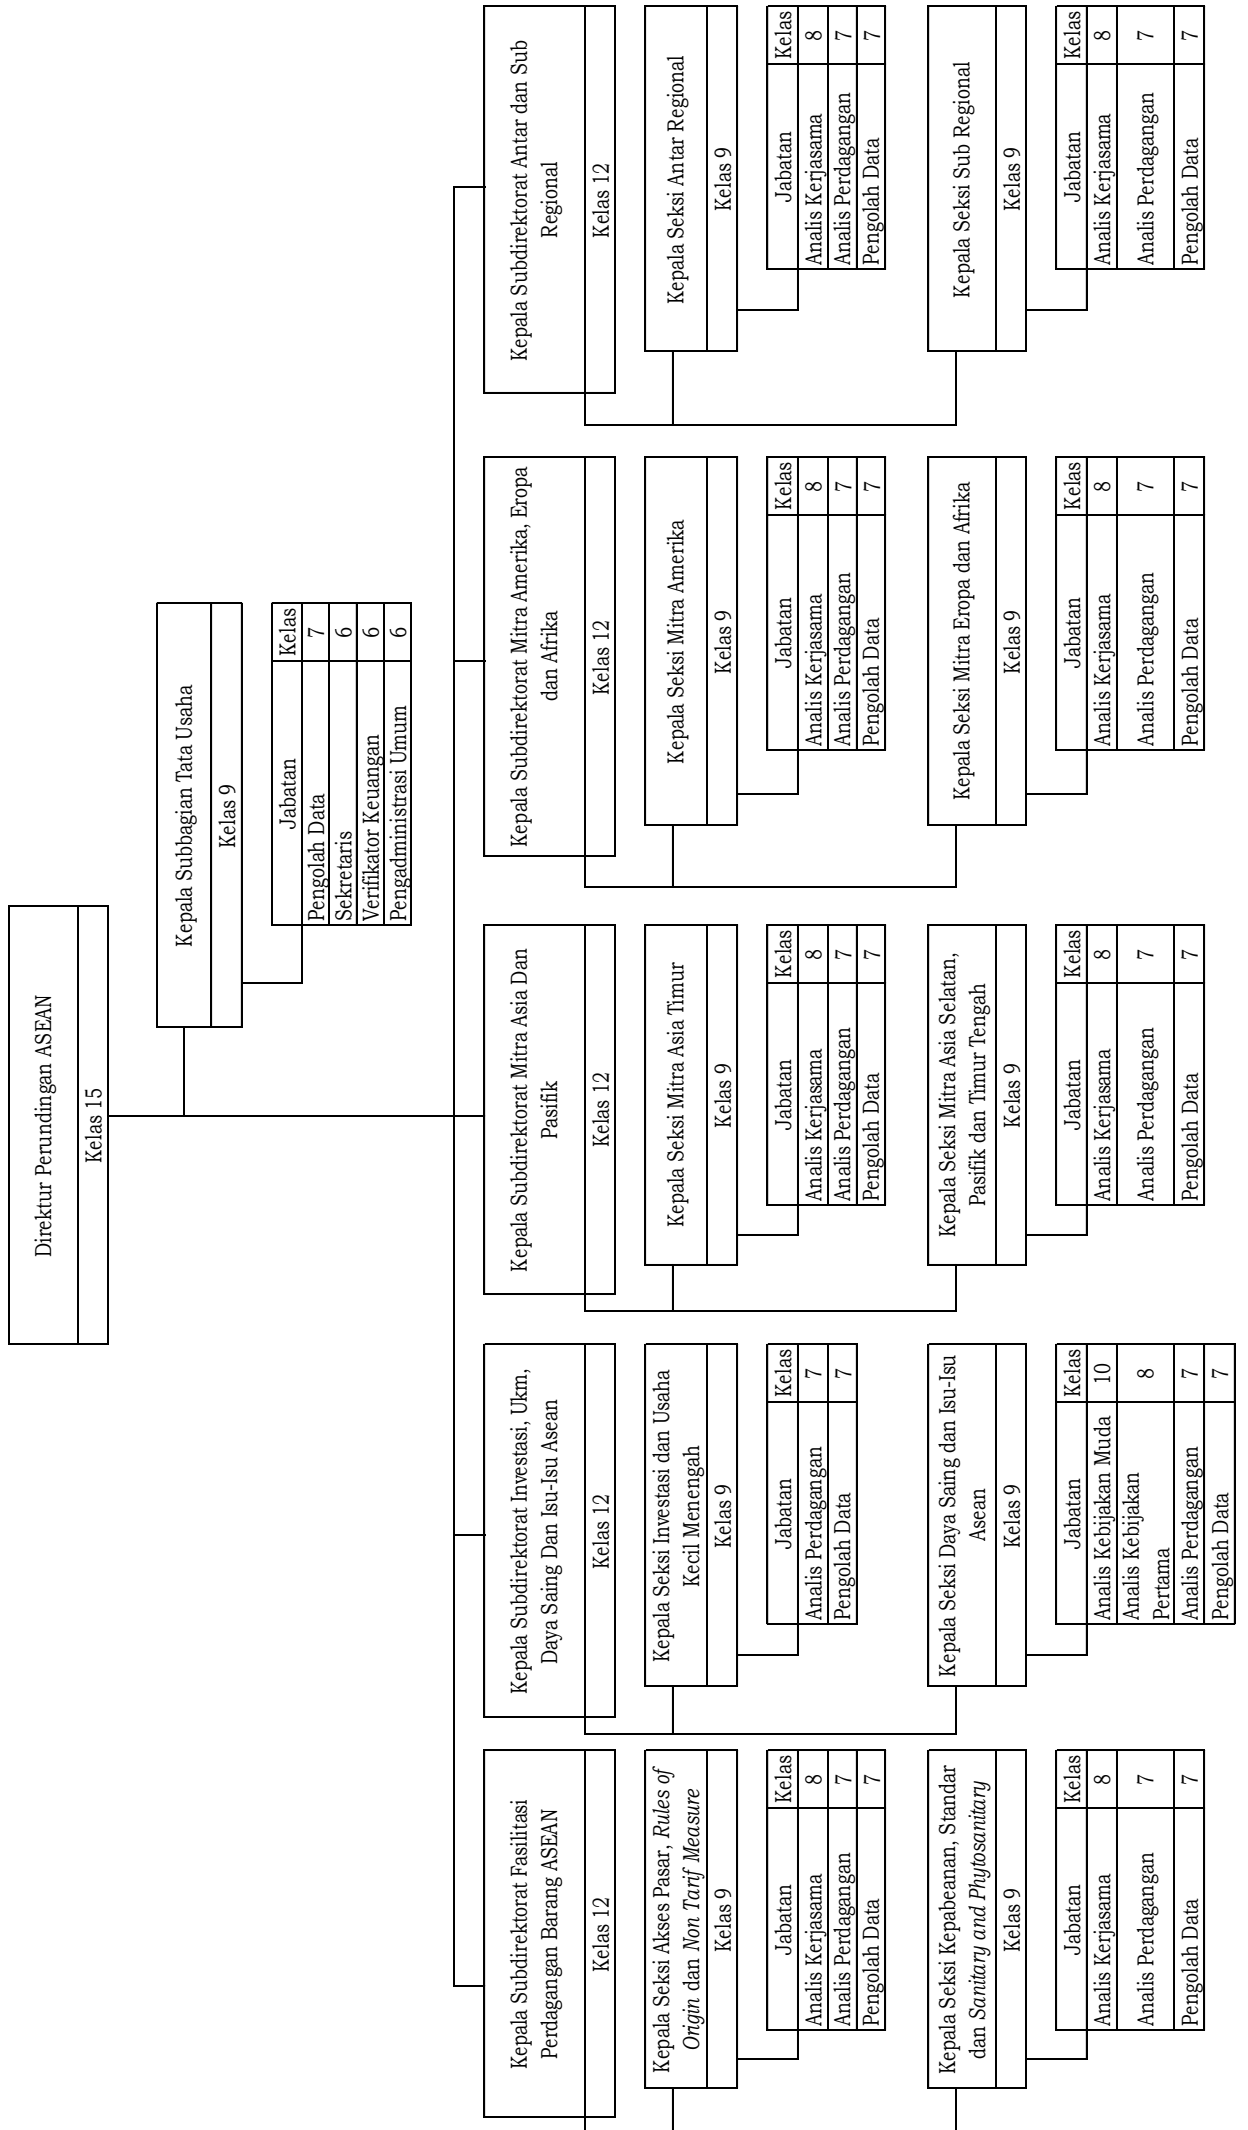 Direktur Perundingan ASEAN
Kelas 15
Kepala Subbagian Tata Usaha
Kelas 9
Jabatan Kelas
Pengolah Data 7
Sekretaris 6
Verifikator Keuangan 6
Pengadministrasi Umum 6
Kepala Subdirektorat Fasilitasi
Perdagangan Barang ASEAN
Kelas 12
Kepala Seksi Akses Pasar, Rules of
Origin dan Non Tarif Measure
Kelas 9
Jabatan Kelas
Analis Kerjasama 8
Analis Perdagangan 7
Pengolah Data 7
Kepala Seksi Kepabeanan, Standar
dan Sanitary and Phytosanitary
Kelas 9
Jabatan Kelas
Analis Kerjasama 8
Analis Perdagangan 7
Pengolah Data 7
Kepala Subdirektorat Investasi, Ukm,
Daya Saing Dan Isu-Isu Asean
Kelas 12
Kepala Seksi Investasi dan Usaha
Kecil Menengah
Kelas 9
Jabatan Kelas
Analis Perdagangan 7
Pengolah Data 7
Kepala Seksi Daya Saing dan Isu-Isu
Asean
Kelas 9
Jabatan Kelas
Analis Kebijakan Muda 10
Analis Kebijakan
Pertama 8
Analis Perdagangan 7
Pengolah Data 7
Kepala Subdirektorat Mitra Asia Dan
Pasifik
Kelas 12
Kepala Seksi Mitra Asia Timur
Kelas 9
Jabatan Kelas
Analis Kerjasama 8
Analis Perdagangan 7
Pengolah Data 7
Kepala Seksi Mitra Asia Selatan,
Pasifik dan Timur Tengah
Kelas 9
Jabatan Kelas
Analis Kerjasama 8
Analis Perdagangan 7
Pengolah Data 7
Kepala Subdirektorat Mitra Amerika, Eropa
dan Afrika
Kelas 12
Kepala Seksi Mitra Amerika
Kelas 9
Jabatan Kelas
Analis Kerjasama 8
Analis Perdagangan 7
Pengolah Data 7
Kepala Seksi Mitra Eropa dan Afrika
Kelas 9
Jabatan Kelas
Analis Kerjasama 8
Analis Perdagangan 7
Pengolah Data 7
Kepala Subdirektorat Antar dan Sub
Regional
Kelas 12
Kepala Seksi Antar Regional
Kelas 9
Jabatan Kelas
Analis Kerjasama 8
Analis Perdagangan 7
Pengolah Data 7
Kepala Seksi Sub Regional
Kelas 9
Jabatan Kelas
Analis Kerjasama 8
Analis Perdagangan 7
Pengolah Data 7